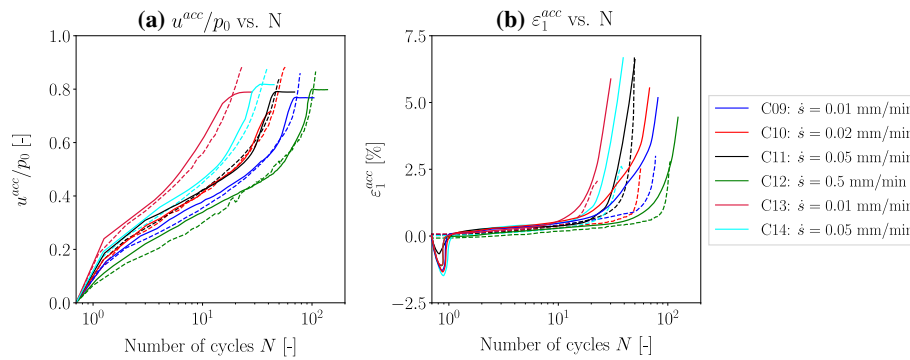 (a) u^{acc}/p_0 vs. N
u^{acc}/p_0 [-]
1.0
0.8
0.6
0.4
0.2
0.0
10^0
10^1
10^2
Number of cycles N [-]
(b) ε_1^{acc} vs. N
ε_1^{acc} [%]
7.5
5.0
2.5
0.0
−2.5
10^0
10^1
10^2
Number of cycles N [-]
C09: ṡ = 0.01 mm/min
C10: ṡ = 0.02 mm/min
C11: ṡ = 0.05 mm/min
C12: ṡ = 0.5 mm/min
C13: ṡ = 0.01 mm/min
C14: ṡ = 0.05 mm/min